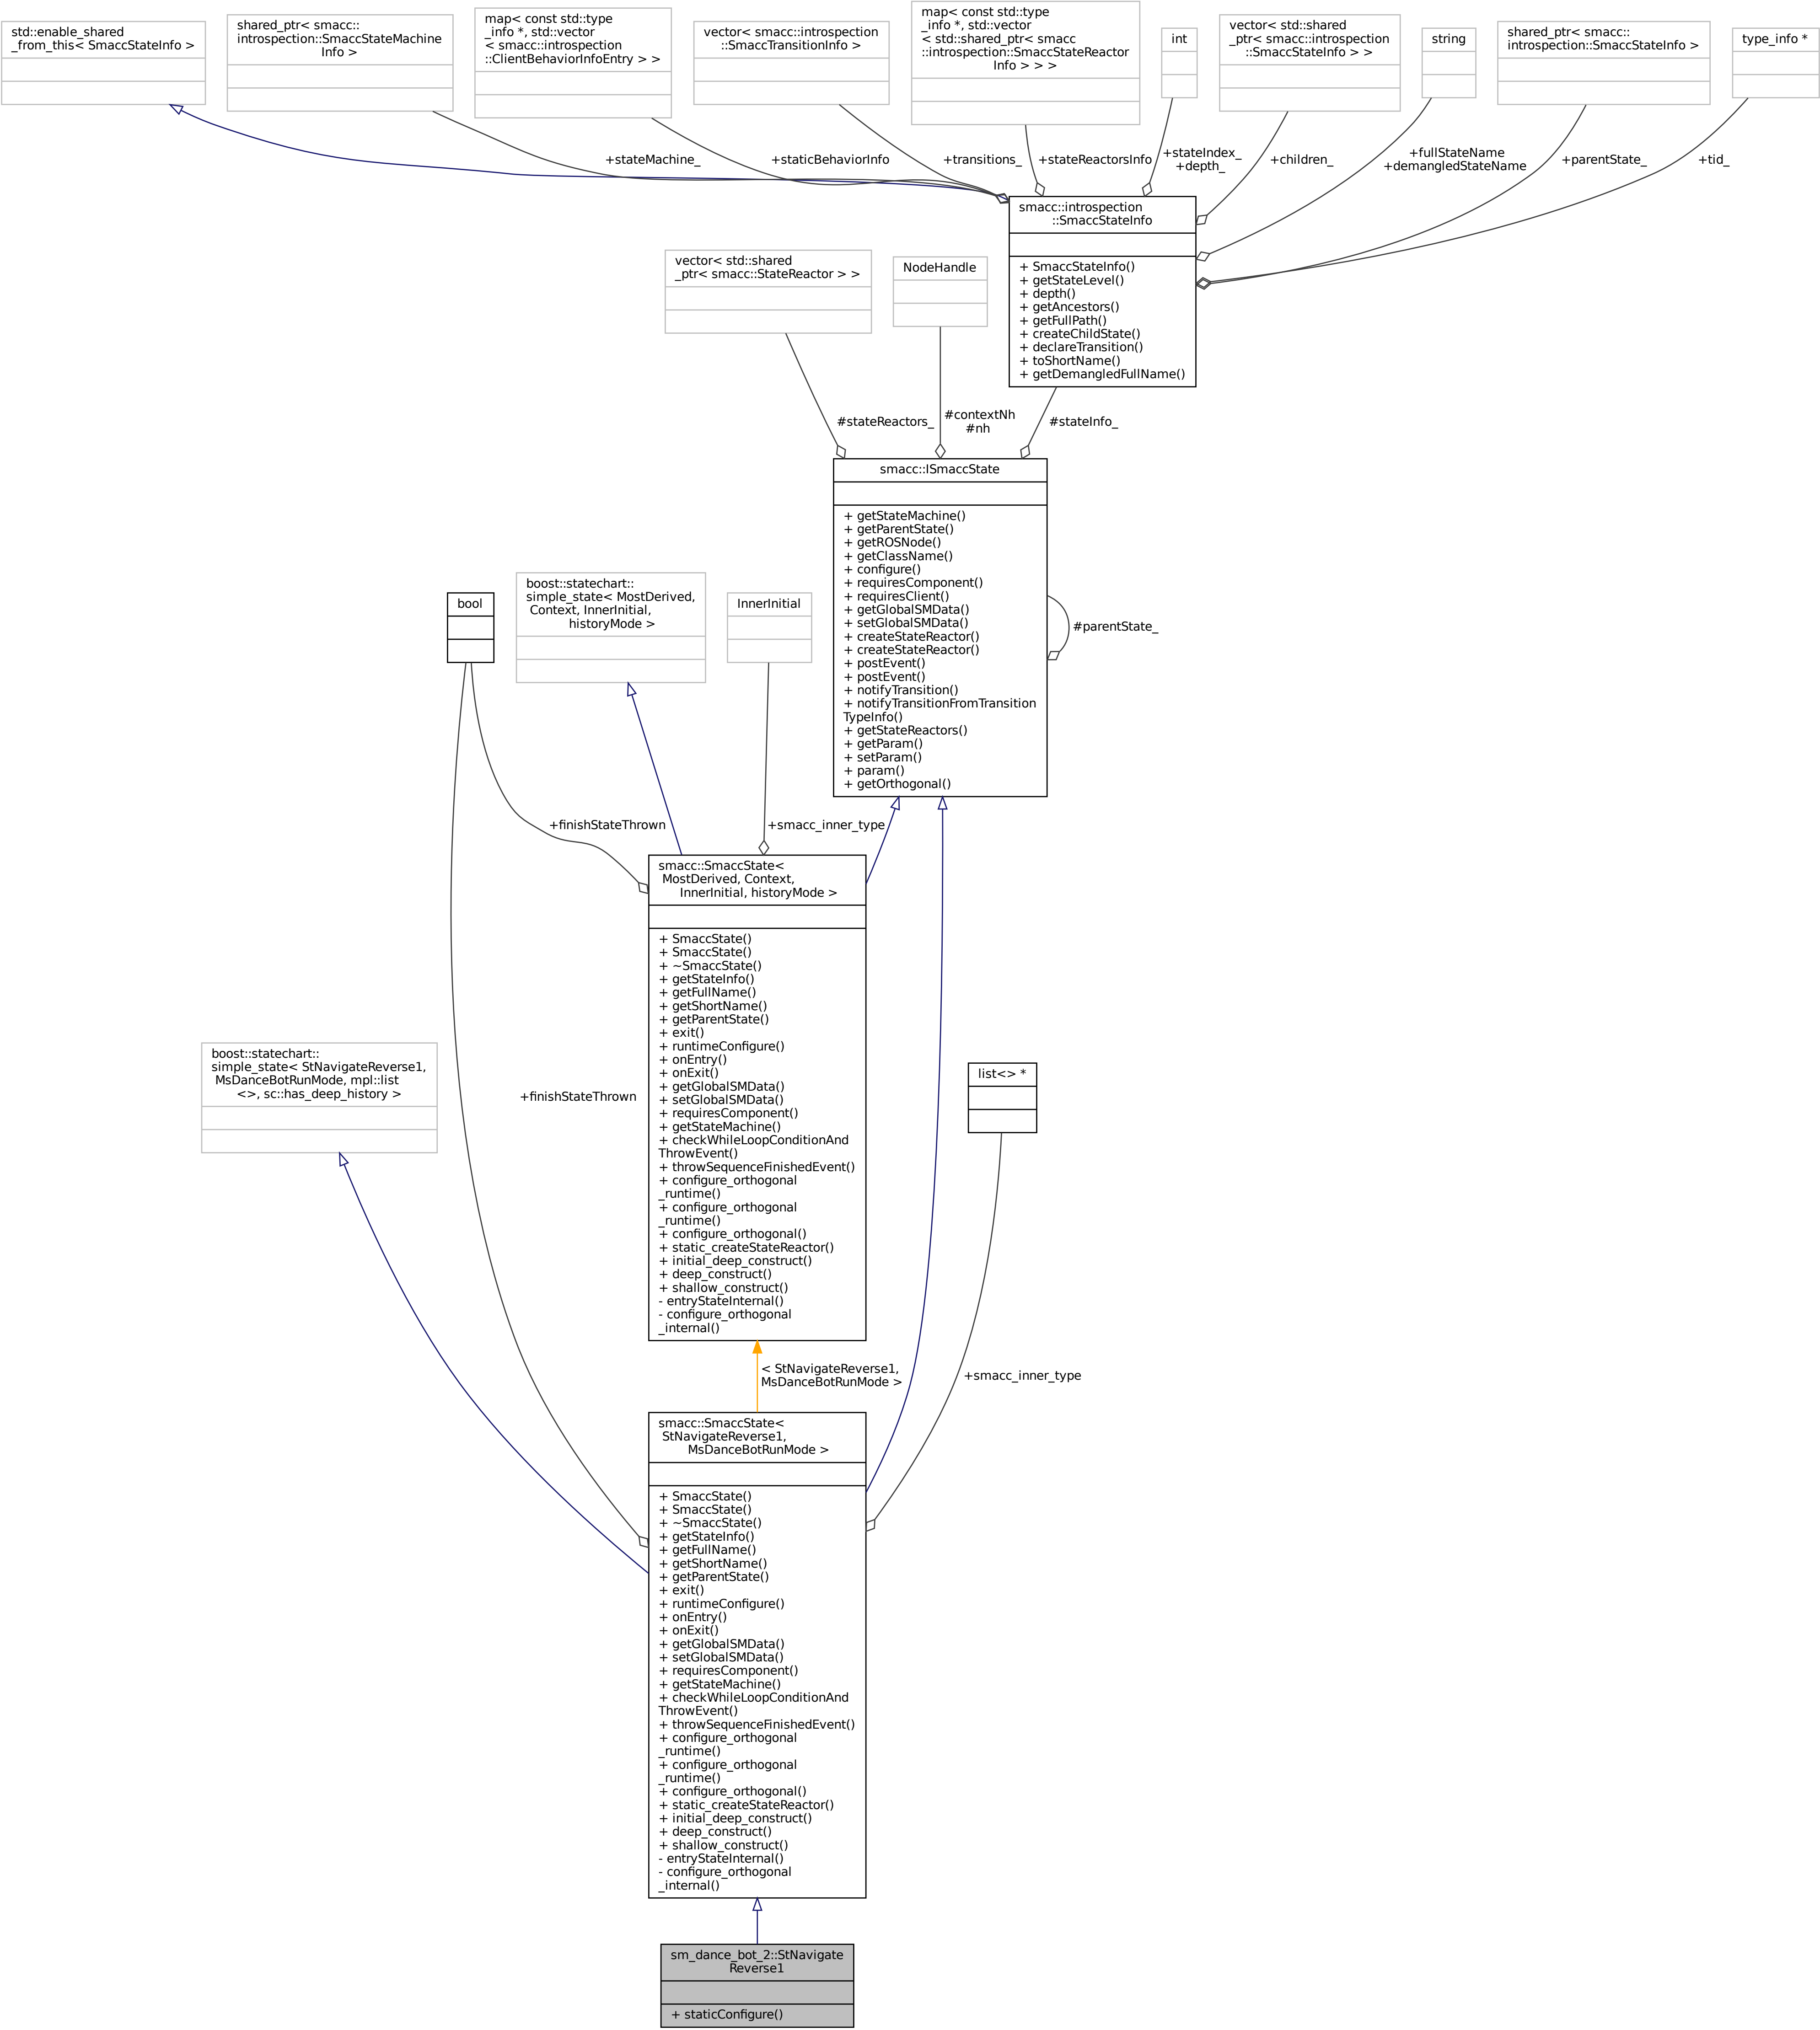 std::enable_shared
_from_this< SmaccStateInfo >
shared_ptr< smacc::
introspection::SmaccStateMachine
Info >
map< const std::type
_info *, std::vector
< smacc::introspection
::ClientBehaviorInfoEntry > >
vector< smacc::introspection
::SmaccTransitionInfo >
map< const std::type
_info *, std::vector
< std::shared_ptr< smacc
::introspection::SmaccStateReactor
Info > > >
int
vector< std::shared
_ptr< smacc::introspection
::SmaccStateInfo > >
string
shared_ptr< smacc::
introspection::SmaccStateInfo >
type_info *
+stateMachine_
+staticBehaviorInfo
+transitions_
+stateReactorsInfo
+stateIndex_
+depth_
+children_
+fullStateName
+demangledStateName
+parentState_
+tid_
smacc::introspection
::SmaccStateInfo
+ SmaccStateInfo()
+ getStateLevel()
+ depth()
+ getAncestors()
+ getFullPath()
+ createChildState()
+ declareTransition()
+ toShortName()
+ getDemangledFullName()
vector< std::shared
_ptr< smacc::StateReactor > >
NodeHandle
#stateReactors_
#contextNh
#nh
#stateInfo_
smacc::ISmaccState
+ getStateMachine()
+ getParentState()
+ getROSNode()
+ getClassName()
+ configure()
+ requiresComponent()
+ requiresClient()
+ getGlobalSMData()
+ setGlobalSMData()
+ createStateReactor()
+ createStateReactor()
+ postEvent()
+ postEvent()
+ notifyTransition()
+ notifyTransitionFromTransition
TypeInfo()
+ getStateReactors()
+ getParam()
+ setParam()
+ param()
+ getOrthogonal()
#parentState_
bool
boost::statechart::
simple_state< MostDerived,
Context, InnerInitial,
historyMode >
InnerInitial
+finishStateThrown
+smacc_inner_type
smacc::SmaccState<
MostDerived, Context,
InnerInitial, historyMode >
+ SmaccState()
+ SmaccState()
+ ~SmaccState()
+ getStateInfo()
+ getFullName()
+ getShortName()
+ getParentState()
+ exit()
+ runtimeConfigure()
+ onEntry()
+ onExit()
+ getGlobalSMData()
+ setGlobalSMData()
+ requiresComponent()
+ getStateMachine()
+ checkWhileLoopConditionAnd
ThrowEvent()
+ throwSequenceFinishedEvent()
+ configure_orthogonal
_runtime()
+ configure_orthogonal
_runtime()
+ configure_orthogonal()
+ static_createStateReactor()
+ initial_deep_construct()
+ deep_construct()
+ shallow_construct()
- entryStateInternal()
- configure_orthogonal
_internal()
boost::statechart::
simple_state< StNavigateReverse1,
MsDanceBotRunMode, mpl::list
<>, sc::has_deep_history >
+finishStateThrown
list<> *
< StNavigateReverse1,
MsDanceBotRunMode >
+smacc_inner_type
smacc::SmaccState<
StNavigateReverse1,
MsDanceBotRunMode >
+ SmaccState()
+ SmaccState()
+ ~SmaccState()
+ getStateInfo()
+ getFullName()
+ getShortName()
+ getParentState()
+ exit()
+ runtimeConfigure()
+ onEntry()
+ onExit()
+ getGlobalSMData()
+ setGlobalSMData()
+ requiresComponent()
+ getStateMachine()
+ checkWhileLoopConditionAnd
ThrowEvent()
+ throwSequenceFinishedEvent()
+ configure_orthogonal
_runtime()
+ configure_orthogonal
_runtime()
+ configure_orthogonal()
+ static_createStateReactor()
+ initial_deep_construct()
+ deep_construct()
+ shallow_construct()
- entryStateInternal()
- configure_orthogonal
_internal()
sm_dance_bot_2::StNavigate
Reverse1
+ staticConfigure()